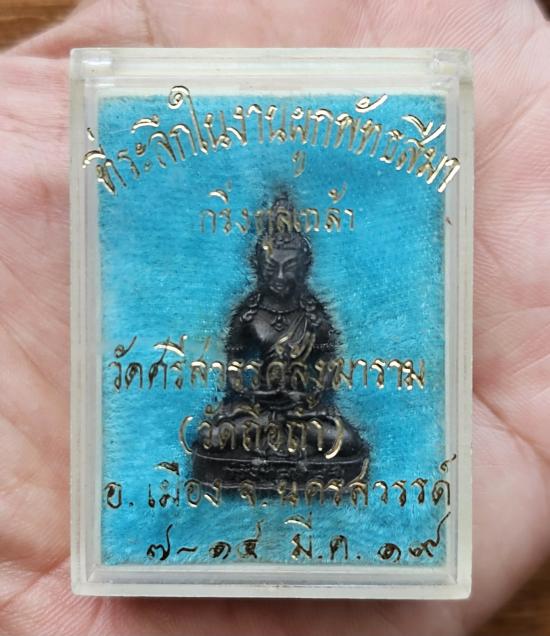 ที่ระลึกในงานผูกพัทธสีมา
กริ่งจุลเกล้า
วัดศรีสวรรค์สังฆาราม
(วัดถือน้ำ)
อ. เมือง จ. นครสวรรค์
๗~๑๕ มี.ค. ๑๙